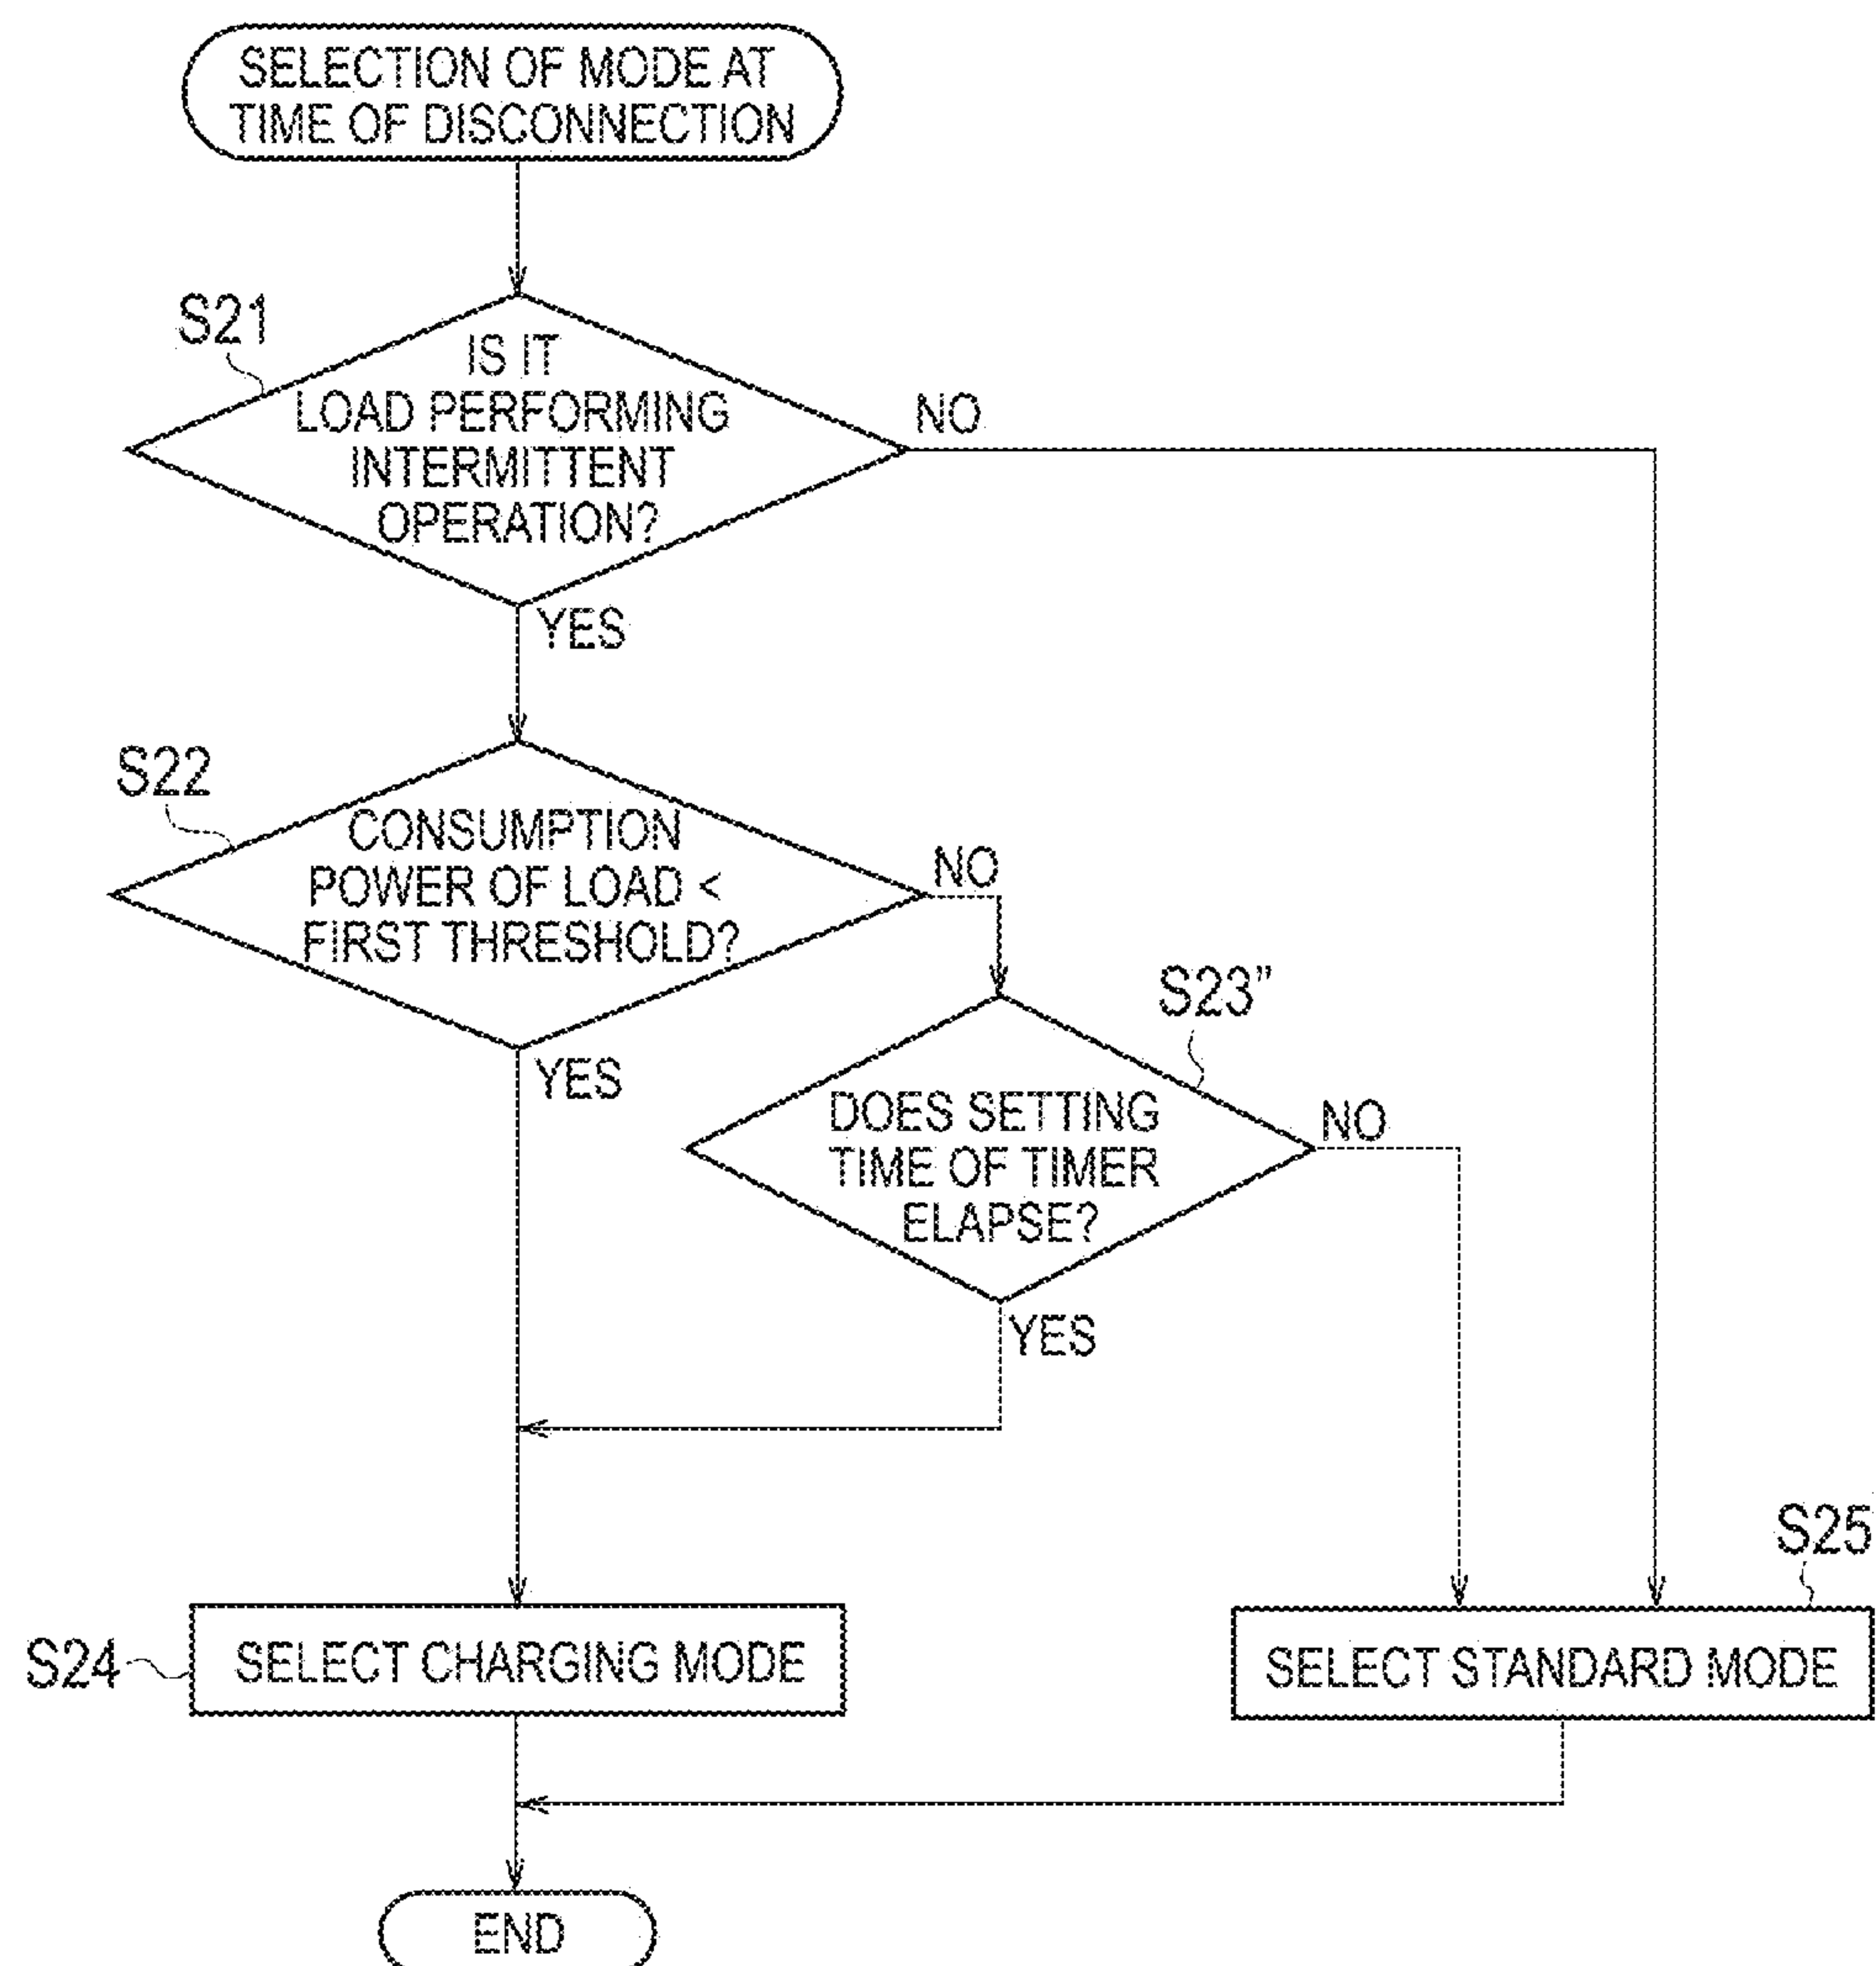 SELECTION OF MODE AT
TIME OF DISCONNECTION
S21
IS IT
LOAD PERFORMING
INTERMITTENT
OPERATION?
NO
YES
S22
CONSUMPTION
POWER OF LOAD <
FIRST THRESHOLD?
NO
YES
S23"
DOES SETTING
TIME OF TIMER
ELAPSE?
NO
YES
S24
SELECT CHARGING MODE
S25
SELECT STANDARD MODE
END